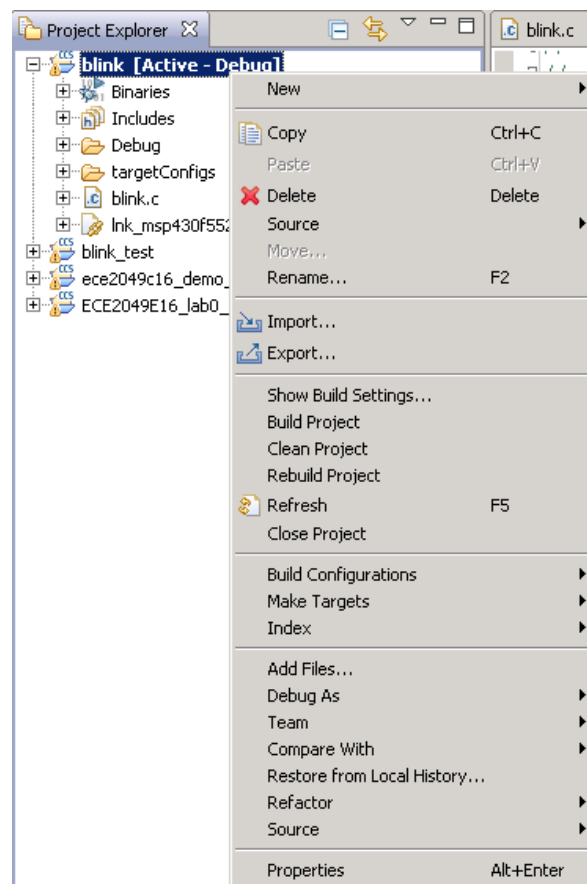 Project Explorer
blink.c
blink [Active - Debug]
Binaries
Includes
Debug
targetConfigs
blink.c
lnk_msp430f552
blink_test
ece2049c16_demo_
ECE2049E16_lab0_
New
Copy Ctrl+C
Paste Ctrl+V
Delete Delete
Source
Move...
Rename... F2
Import...
Export...
Show Build Settings...
Build Project
Clean Project
Rebuild Project
Refresh F5
Close Project
Build Configurations
Make Targets
Index
Add Files...
Debug As
Team
Compare With
Restore from Local History...
Refactor
Source
Properties Alt+Enter